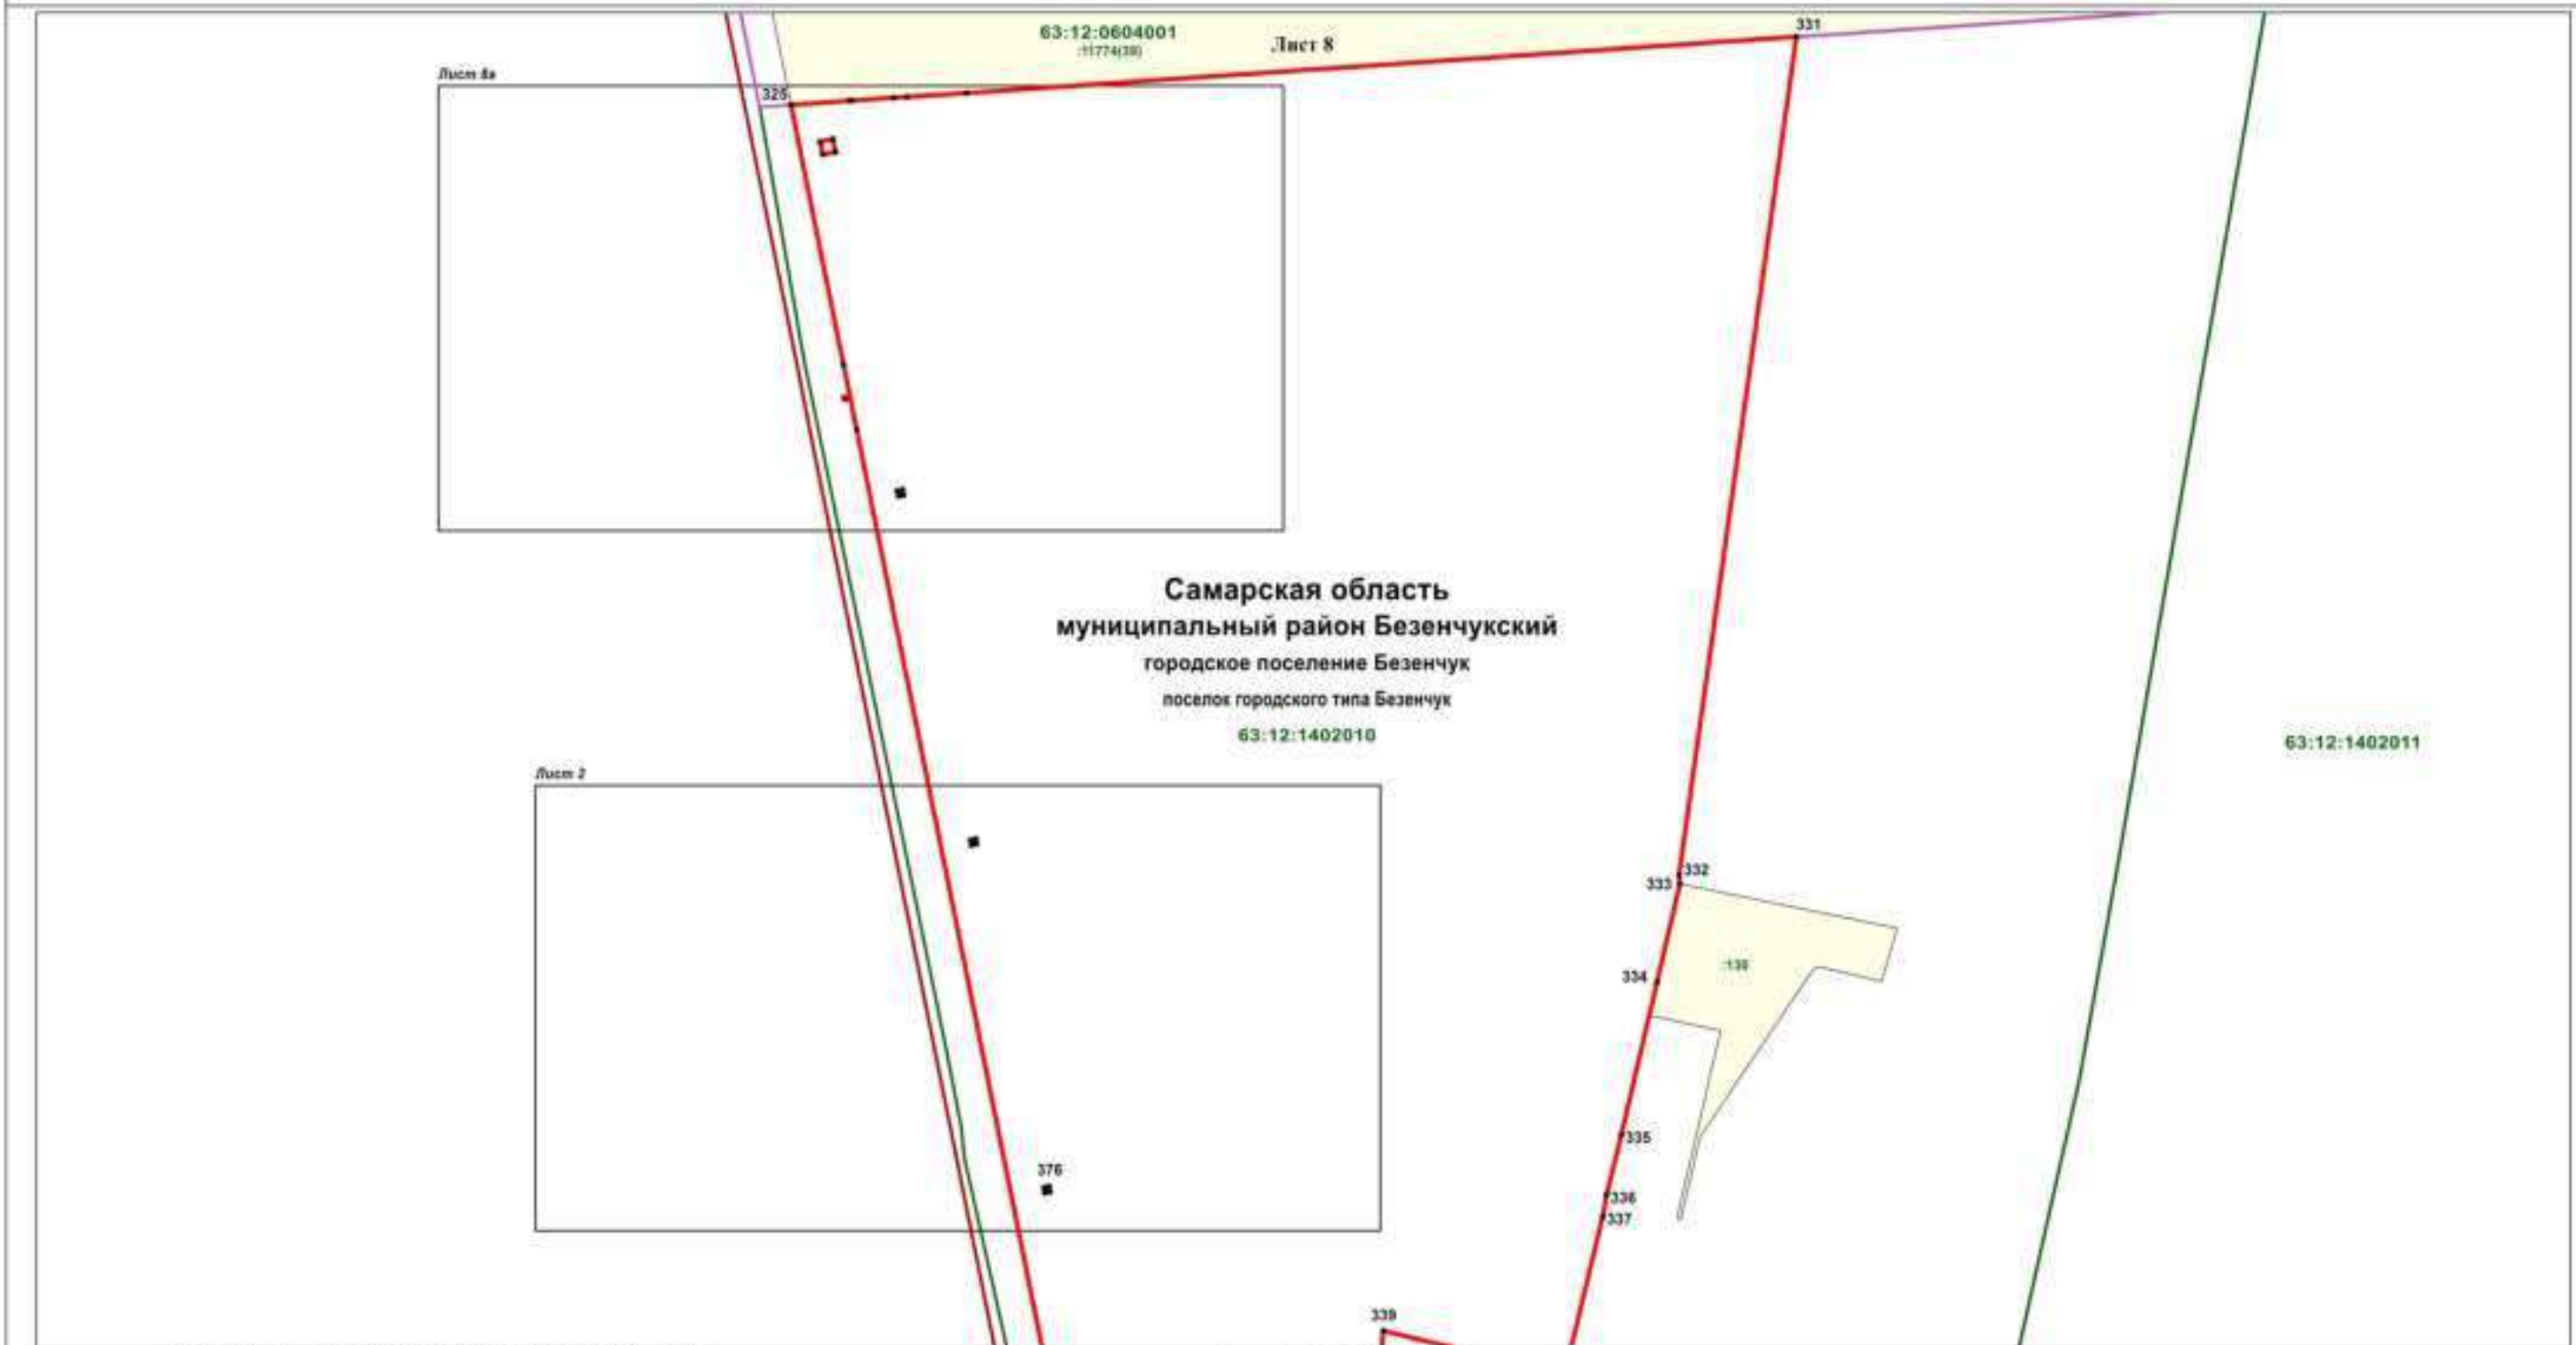 331
63:12:0604001
Лист 8
:11774(38)
Лист 8а
325
Самарская область
муниципальный район Безенчукский
городское поселение Безенчук
поселок городского типа Безенчук
63:12:1402010
63:12:1402011
Лист 2
332
333
:130
334
335
376
336
337
339